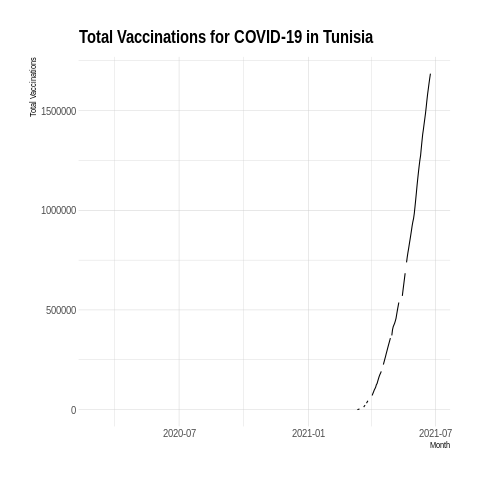 Total Vaccinations for COVID-19 in Tunisia
Total Vaccinations
1500000
1000000
500000
0
2020-07
2021-01
2021-07
Month